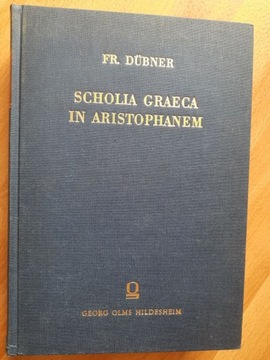 FR. DÜBNER
SCHOLIA GRAECA
IN ARISTOPHANEM
GEORG OLMS HILDESHEIM